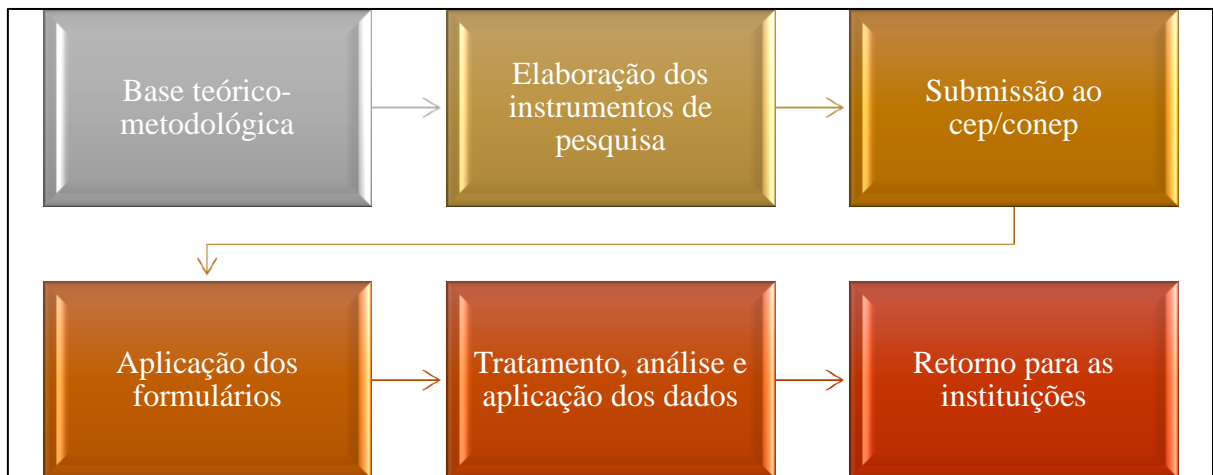 Base teórico-
metodológica
Elaboração dos
instrumentos de
pesquisa
Submissão ao
cep/conep
Aplicação dos
formulários
Tratamento, análise e
aplicação dos dados
Retorno para as
instituições